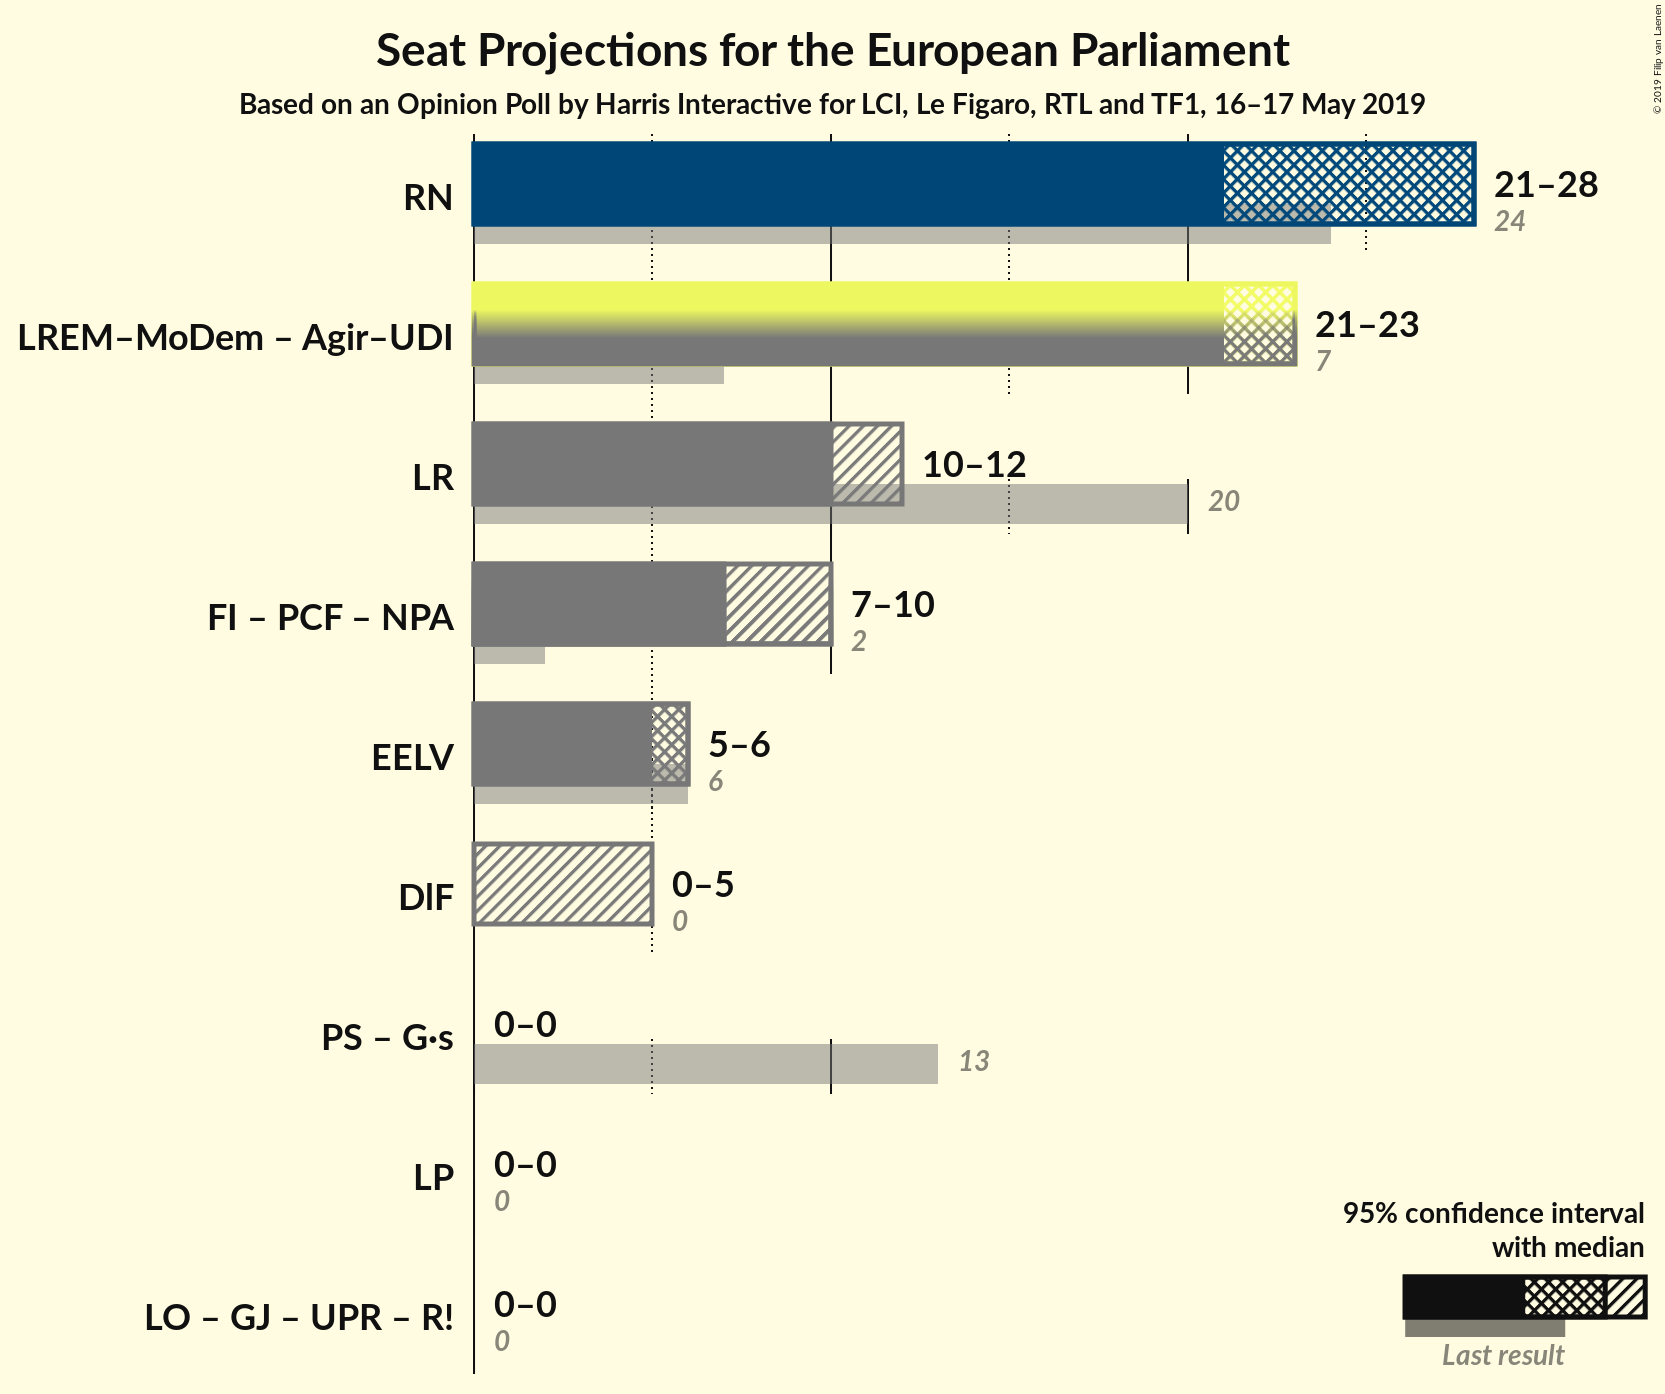 Seat Projections for the European Parliament
Based on an Opinion Poll by Harris Interactive for LCI, Le Figaro, RTL and TF1, 16–17 May 2019
© 2019 Filip van Laenen
RN
21–28
24
LREM–MoDem – Agir–UDI
21–23
7
LR
10–12
20
FI – PCF – NPA
7–10
2
EELV
5–6
6
DlF
0–5
0
PS – G·s
0–0
13
LP
0–0
0
LO – GJ – UPR – R!
0–0
0
95% confidence interval
with median
Last result